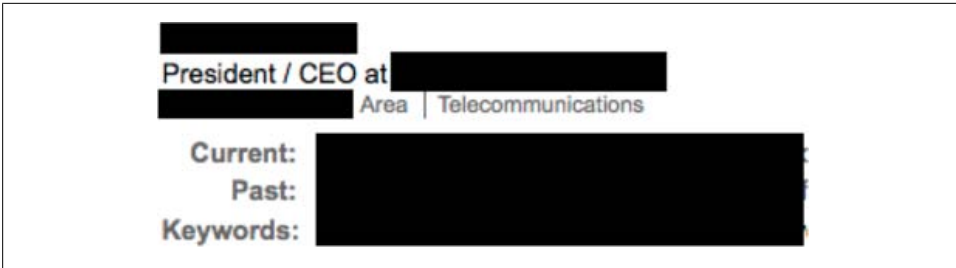 President / CEO at
Area | Telecommunications
Current:
Past:
Keywords: